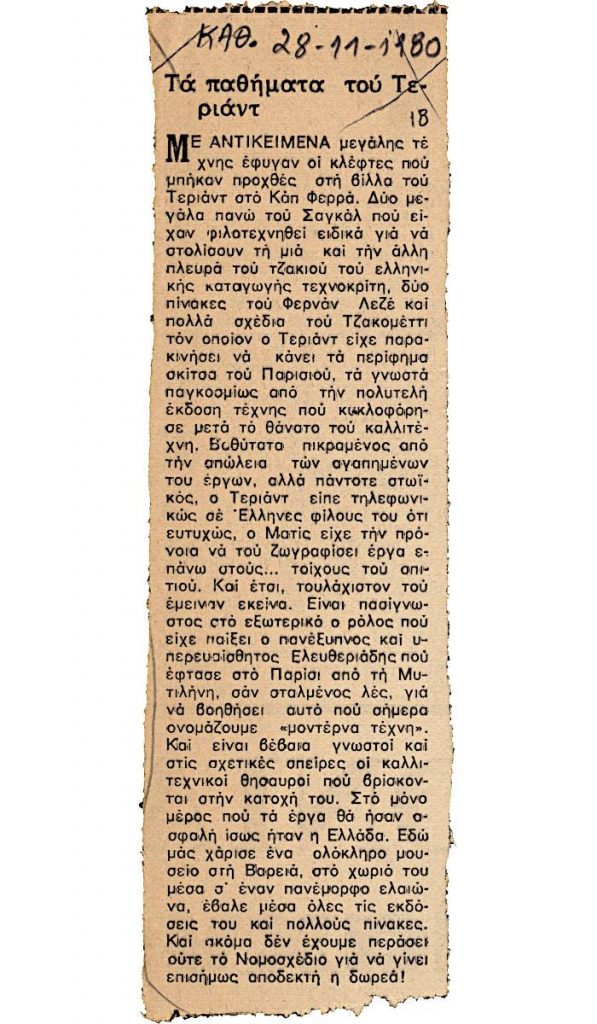 ΚΑΘ. 28-11-1980
Τά παθήματα τού Τε-
ριάντ
18
ΜΕ ΑΝΤΙΚΕΙΜΕΝΑ μεγάλης τέ
χνης έφυγαν οί κλέφτες πού
μπήκαν προχθές στή βίλλα τού
Τεριάντ στό Κάπ Φερρά. Δύο με-
γάλα πανώ τού Σαγκάλ πού εί-
χαν φιλοτεχνηθεί ειδικά γιά νά
στολίσουν τή μιά καί τήν άλλη
πλευρά τού τζακιού τού ελληνι-
κής καταγωγής τεχνοκρίτη, δύο
πίνακες τού Φερνάν Λεζέ καί
πολλά σχέδια τού Τζακομέττι
τόν οποίον ο Τεριάντ είχε παρα-
κινήσει νά κάνει τά περίφημα
σκίτσα τού Παρισιού, τά γνωστά
παγκοσμίως από τήν πολυτελή
έκδοση τέχνης πού κυκλοφόρη-
σε μετά τό θάνατο τού καλλιτέ-
χνη. Βαθύτατα πικραμένος από
τήν απώλεια τών αγαπημένων
του έργων, αλλά πάντοτε στωϊ-
κός, ο Τεριάντ είπε τηλεφωνι-
κώς σέ Έλληνες φίλους του ότι
ευτυχώς, ο Ματίς είχε τήν πρό-
νοια νά τού ζωγραφίσει έργα ε-
πάνω στούς... τοίχους τού σπι-
τιού. Καί έτσι, τουλάχιστον τού
έμειναν εκείνα. Είναι πασίγνω-
στος στό εξωτερικό ο ρόλος πού
είχε παίξει ο πανέξυπνος καί υ-
περευαίσθητος Ελευθεριάδης πού
έφτασε στό Παρίσι από τή Μυ-
τιλήνη, σάν σταλμένος λές, γιά
νά βοηθήσει αυτό πού σήμερα
ονομάζουμε «μοντέρνα τέχνη».
Καί είναι βέβαια γνωστοί καί
στίς σχετικές σπείρες οί καλλι-
τεχνικοί θησαυροί πού βρίσκον-
ται στήν κατοχή του. Στό μόνο
μέρος πού τά έργα θά ήσαν α-
σφαλή ίσως ήταν η Ελλάδα. Εδώ
μάς χάρισε ένα ολόκληρο μου-
σείο στή Βαρειά, στό χωριό του
μέσα σ' έναν πανέμορφο ελαιώ-
να, έβαλε μέσα όλες τίς εκδό-
σεις του καί πολλούς πίνακες.
Καί ακόμα δέν έχουμε περάσει
ούτε τό Νομοσχέδιο γιά νά γίνει
επισήμως αποδεκτή η δωρεά!